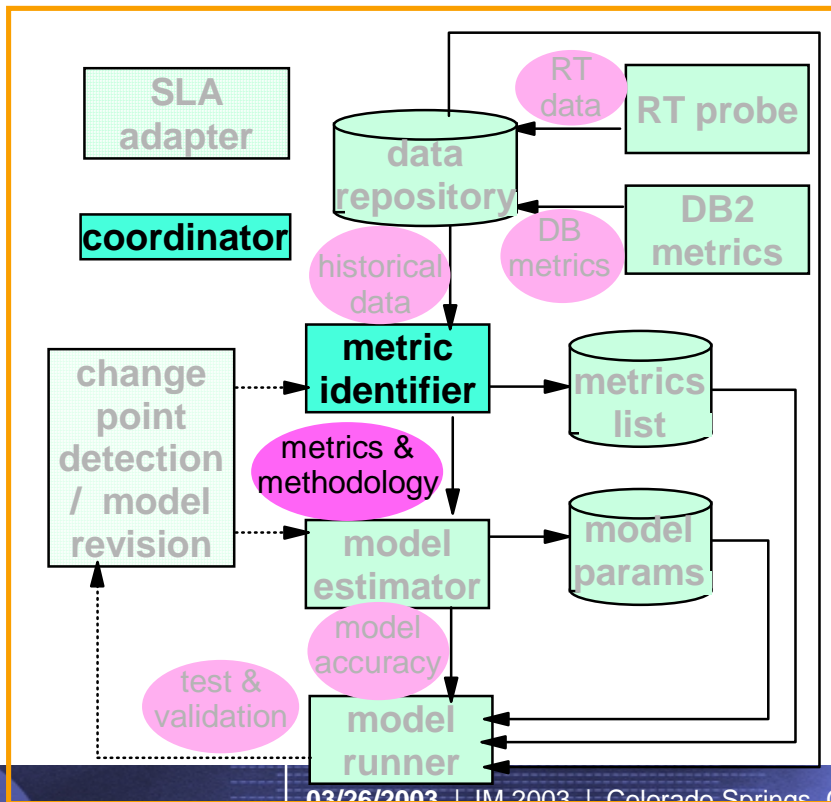 SLA
adapter
RT
data
RT probe
data
repository
coordinator
DB
metrics
DB2
metrics
historical
data
metric
identifier
metrics
list
change
point
detection
/ model
revision
metrics &
methodology
model
estimator
model
params
model
accuracy
test &
validation
model
runner
03/26/2003 | IM 2003 | Colorado Springs,